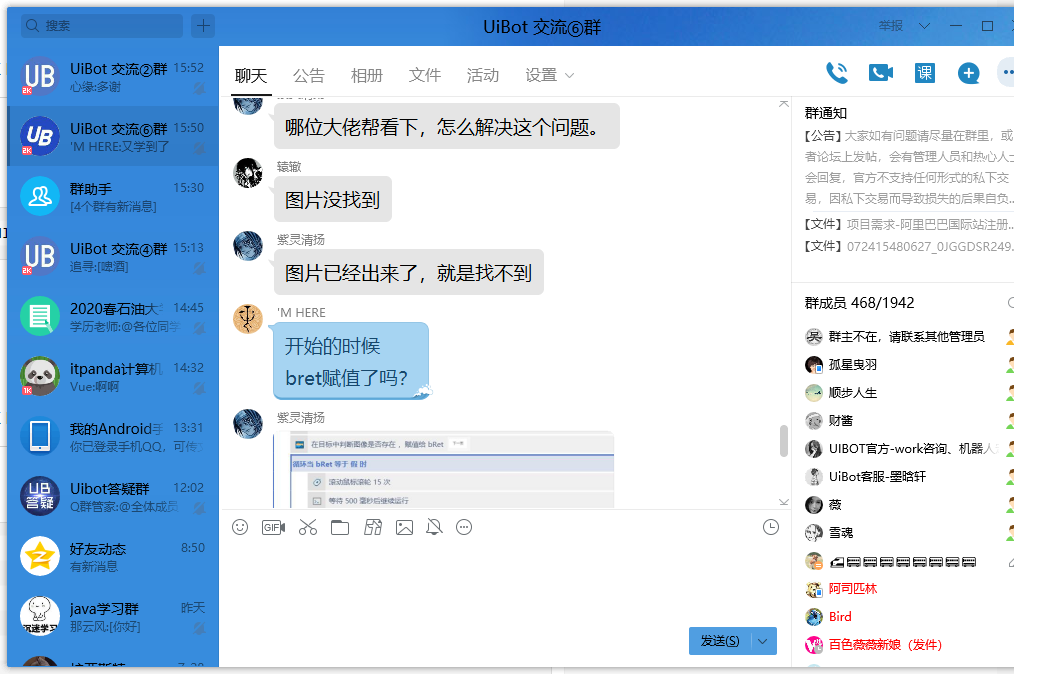 搜索
UiBot 交流⑥群
举报
UiBot 交流②群 15:52
心缘:多谢
UiBot 交流⑥群 15:50
'M HERE:又学到了
群助手 15:30
[4个群有新消息]
UiBot 交流④群 15:13
追寻:[啤酒]
2020春石油大 14:45
学历老师:@各位同学
itpanda计算机 14:32
Vue:啊啊
我的Android手 13:31
你已登录手机QQ，可传
Uibot答疑群 12:02
Q群管家:@全体成员
好友动态 8:50
有新消息
java学习群 昨天
那云风:[你好]
UB
2K
UB
2K
UB
2K
1K
UB
答疑
沉迷学习
聊天 公告 相册 文件 活动 设置
课
哪位大佬帮看下，怎么解决这个问题。
辕辙
图片没找到
紫灵清扬
图片已经出来了，就是找不到
'M HERE
开始的时候
bret赋值了吗？
紫灵清扬
在目标中判断图像是否存在，赋值给 bRet
循环当 bRet 等于 假 时
滚动鼠标滚轮 15 次
等待 500 毫秒后继续运行
GIF
发送(S)
群通知
【公告】大家如有问题请尽量在群里，或
者论坛上发帖，会有管理人员和热心人士
会回复，官方不支持任何形式的私下交
易，因私下交易而导致损失的后果自负...
【文件】项目需求-阿里巴巴国际站注册...
【文件】072415480627_0JGGDSR249...
群成员 468/1942
群主不在，请联系其他管理员
孤星曳羽
顺步人生
财酱
UIBOT官方-work咨询、机器人
UiBot客服-墨晗轩
薇
雪魂
阿司匹林
Bird
百色薇薇新娘（发件）